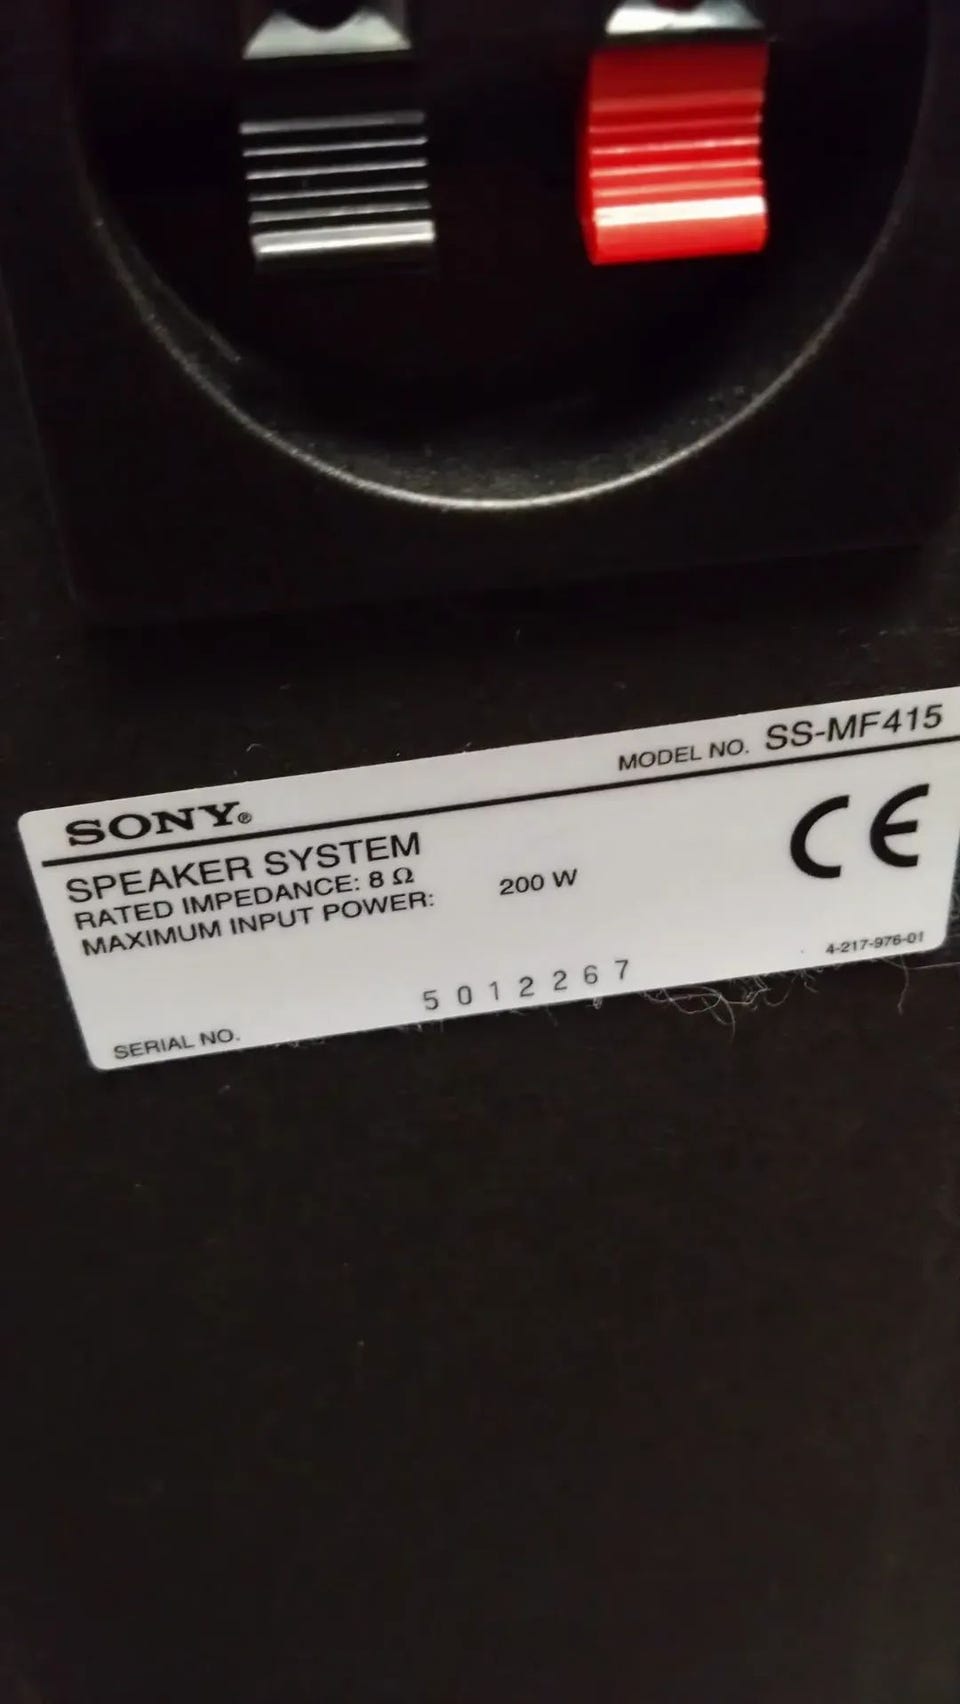 SONY®
MODEL NO. SS-MF415
SPEAKER SYSTEM
RATED IMPEDANCE: 8 Ω
MAXIMUM INPUT POWER: 200 W
CE
4-217-976-01
5012267
SERIAL NO.